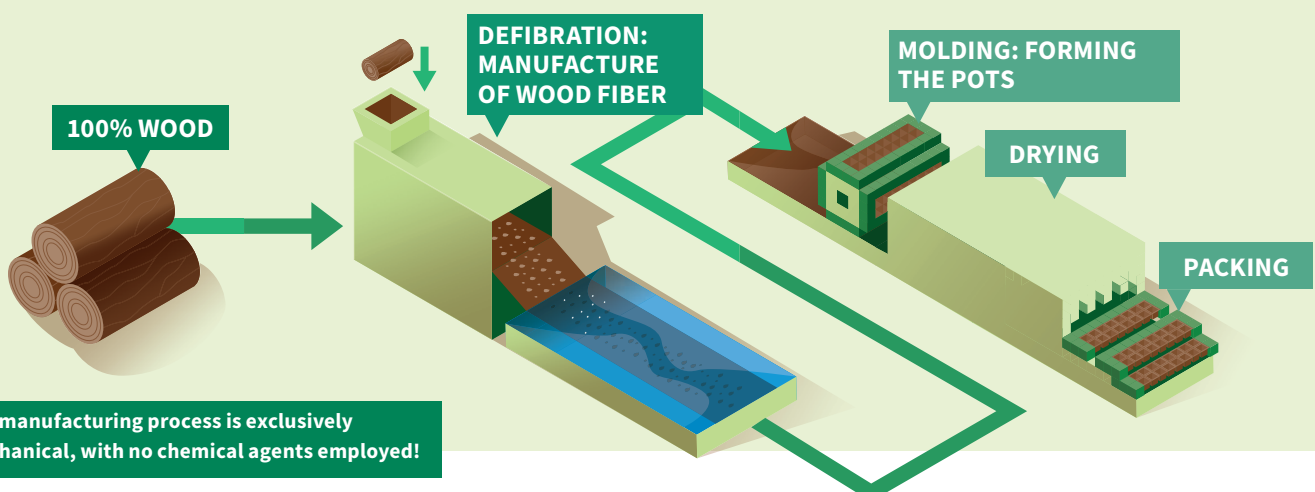 DEFIBRATION:
MANUFACTURE
OF WOOD FIBER
MOLDING: FORMING
THE POTS
100% WOOD
DRYING
PACKING
manufacturing process is exclusively
hanical, with no chemical agents employed!